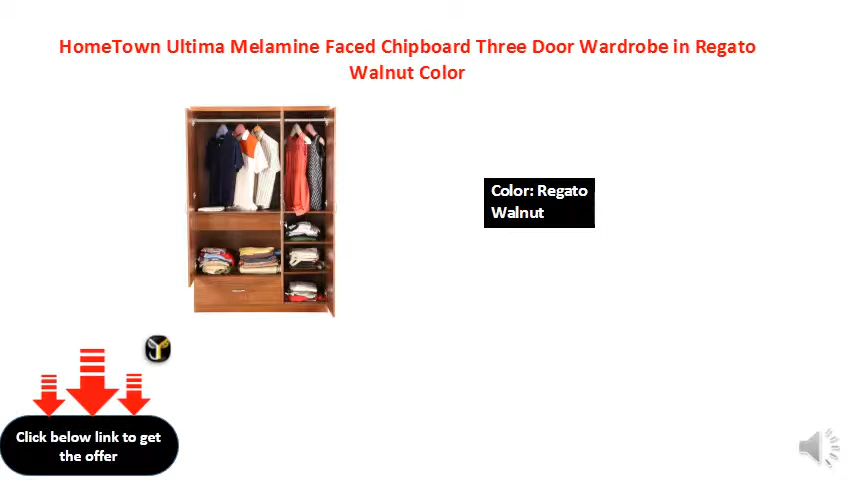 HomeTown Ultima Melamine Faced Chipboard Three Door Wardrobe in Regato
Walnut Color
Color: Regato
Walnut
Click below link to get
the offer